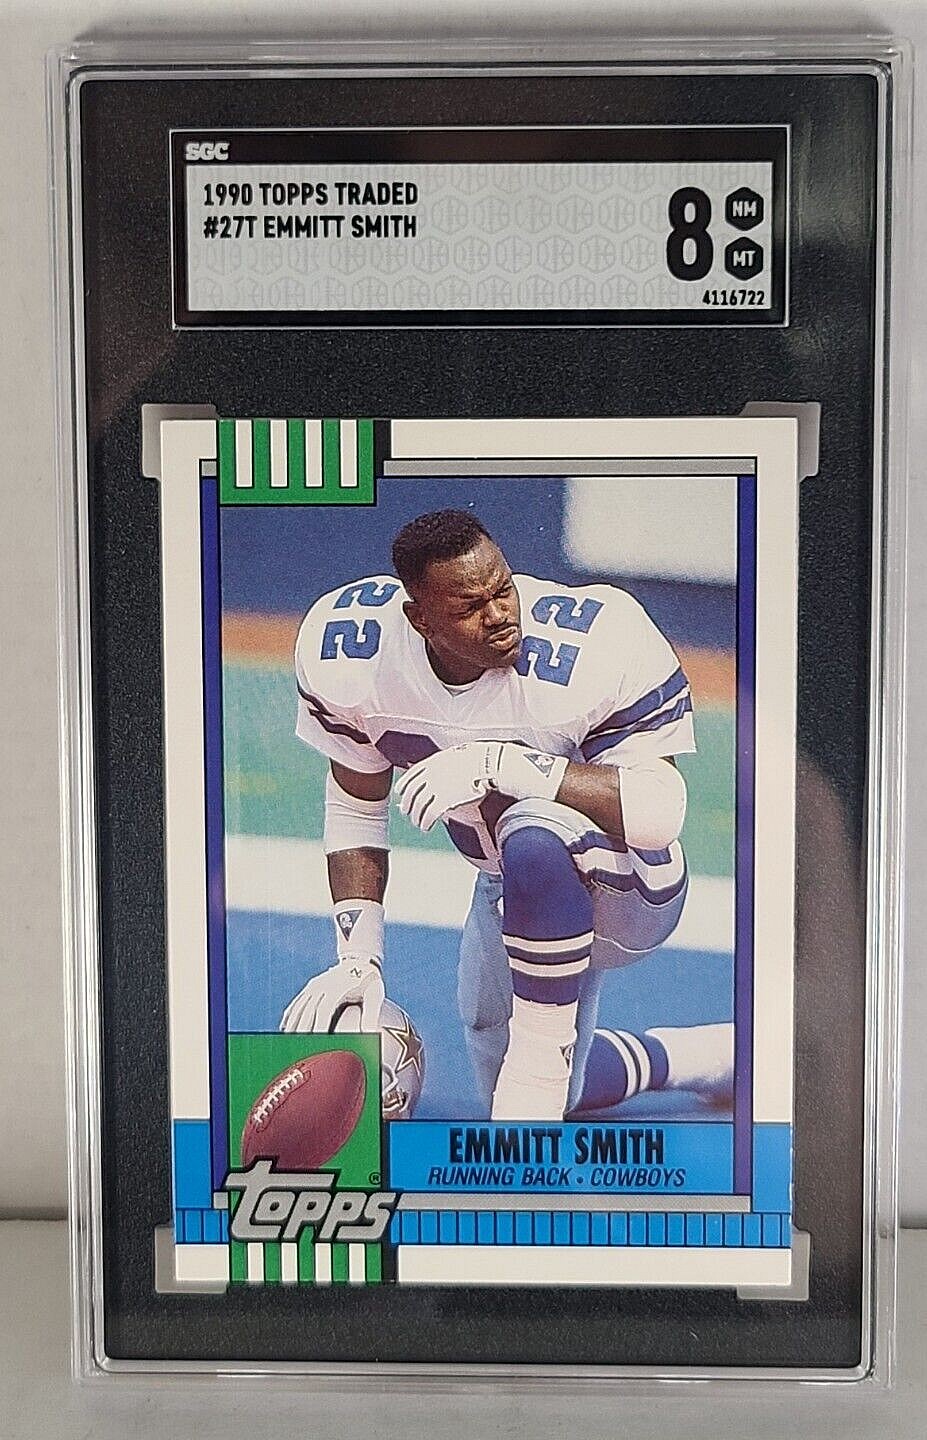 SGC
1990 TOPPS TRADED
#27T EMMITT SMITH
8 NM
MT
4116722
22 22
EMMITT SMITH
RUNNING BACK • COWBOYS
TOPPS®